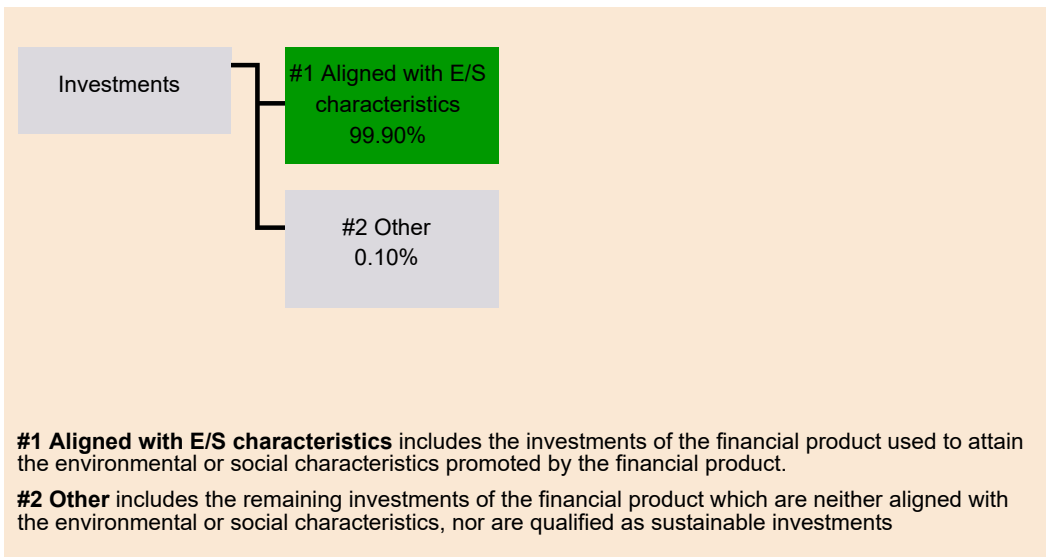 Investments
#1 Aligned with E/S
characteristics
99.90%
#2 Other
0.10%
#1 Aligned with E/S characteristics includes the investments of the financial product used to attain
the environmental or social characteristics promoted by the financial product.
#2 Other includes the remaining investments of the financial product which are neither aligned with
the environmental or social characteristics, nor are qualified as sustainable investments